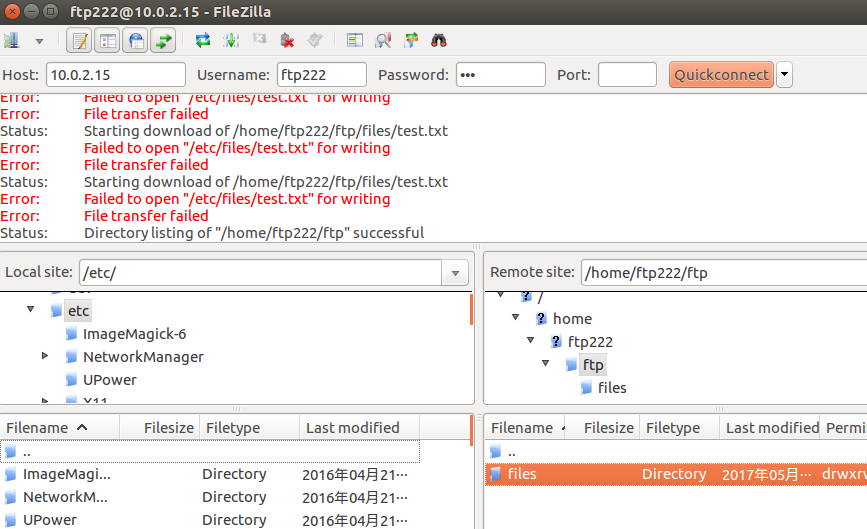 ftp222@10.0.2.15 - FileZilla
Host: 10.0.2.15 Username: ftp222 Password: ••• Port: Quickconnect
Error: Failed to open "/etc/files/test.txt" for writing
Error: File transfer failed
Status: Starting download of /home/ftp222/ftp/files/test.txt
Error: Failed to open "/etc/files/test.txt" for writing
Error: File transfer failed
Status: Starting download of /home/ftp222/ftp/files/test.txt
Error: Failed to open "/etc/files/test.txt" for writing
Error: File transfer failed
Status: Directory listing of "/home/ftp222/ftp" successful
Local site: /etc/
etc
ImageMagick-6
NetworkManager
UPower
X11
Remote site: /home/ftp222/ftp
/
home
ftp222
ftp
files
Filename Filesize Filetype Last modified
..
ImageMagi... Directory 2016年04月21...
NetworkM... Directory 2016年04月21...
UPower Directory 2016年04月21...
Filename Filesize Filetype Last modified Permis
..
files Directory 2017年05月... drwxrw